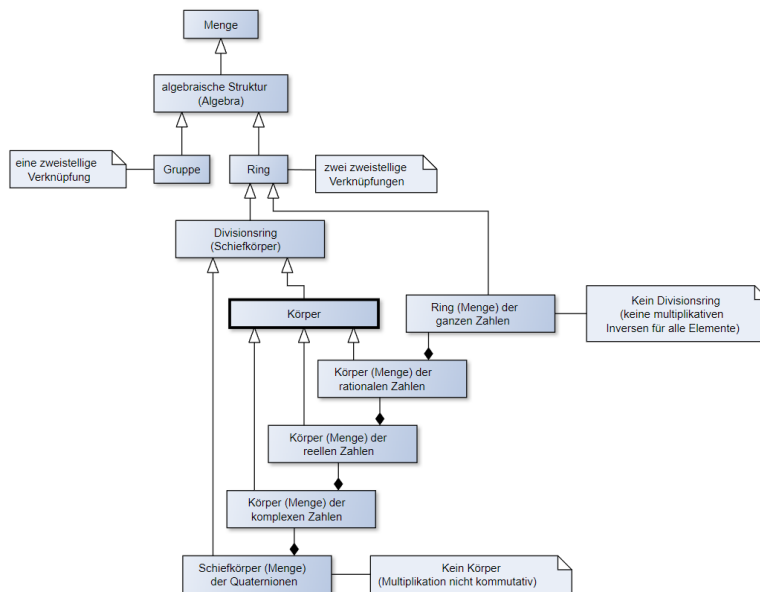 Menge
algebraische Struktur
(Algebra)
eine zweistellige
Verknüpfung
Gruppe
Ring
zwei zweistellige
Verknüpfungen
Divisionsring
(Schiefkörper)
Körper
Ring (Menge) der
ganzen Zahlen
Kein Divisionsring
(keine multiplikativen
Inversen für alle Elemente)
Körper (Menge) der
rationalen Zahlen
Körper (Menge) der
reellen Zahlen
Körper (Menge) der
komplexen Zahlen
Schiefkörper (Menge)
der Quaternionen
Kein Körper
(Multiplikation nicht kommutativ)